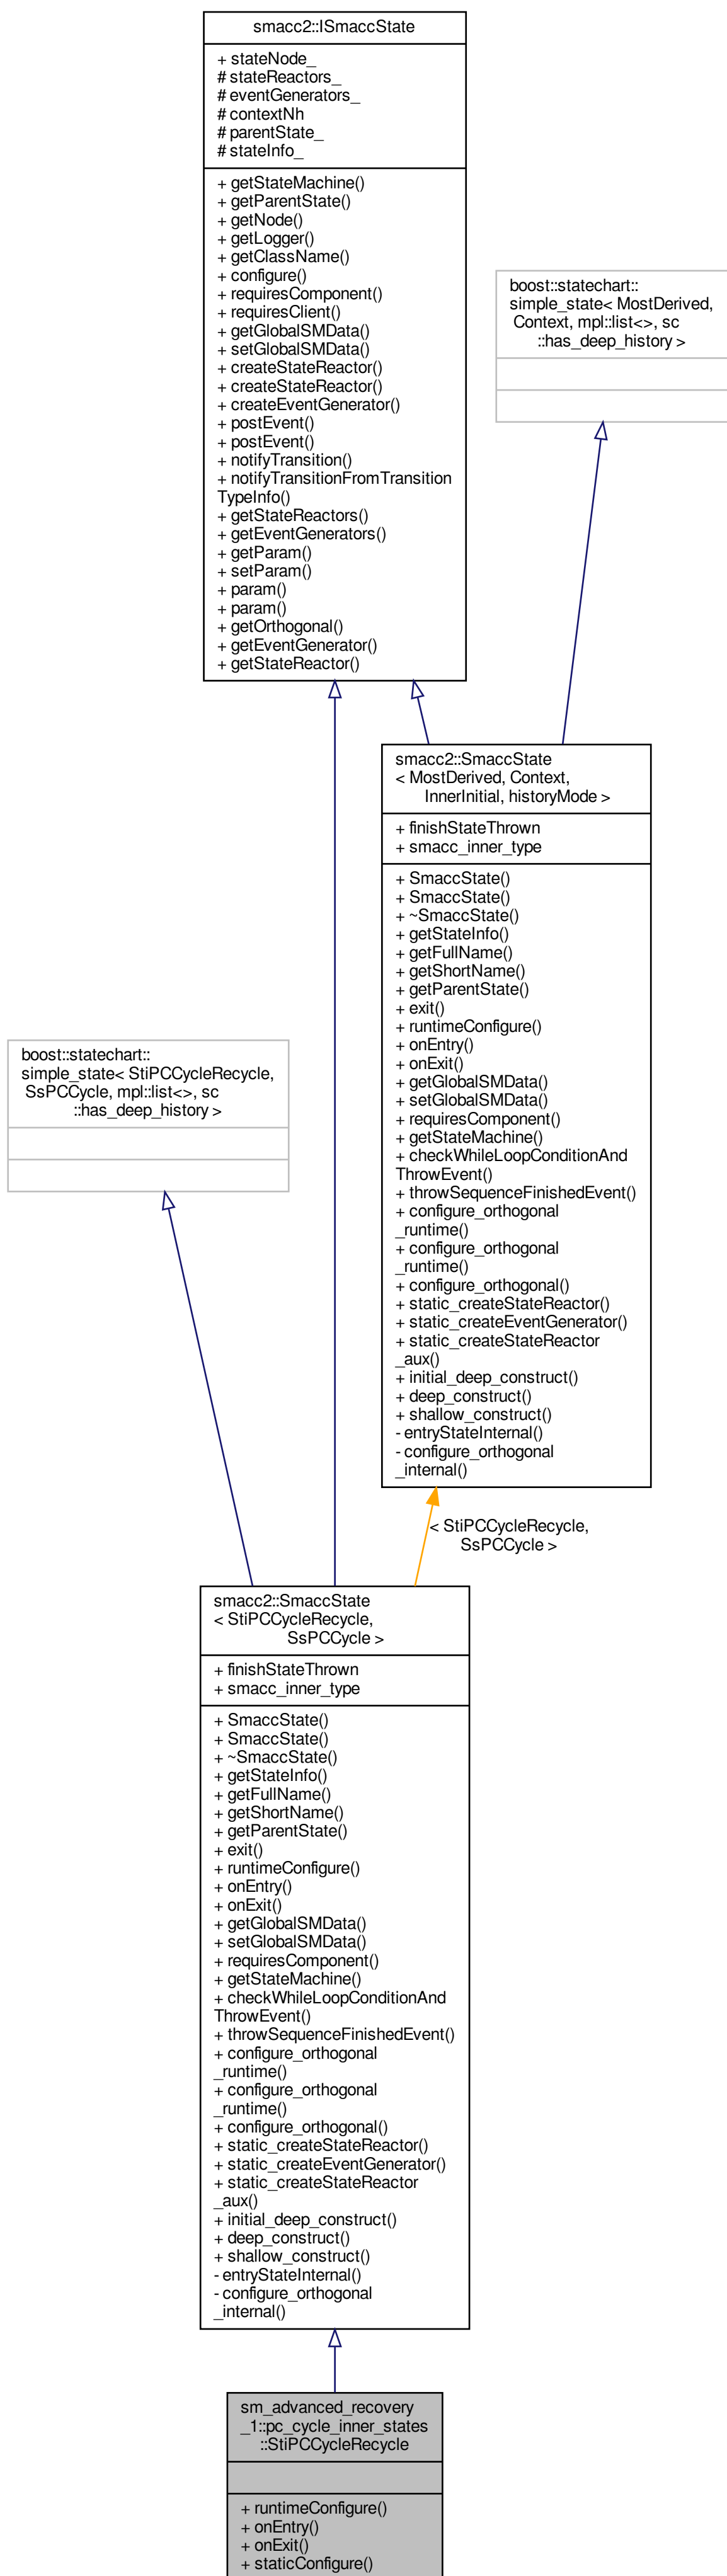 smacc2::ISmaccState
+ stateNode_
# stateReactors_
# eventGenerators_
# contextNh
# parentState_
# stateInfo_
+ getStateMachine()
+ getParentState()
+ getNode()
+ getLogger()
+ getClassName()
+ configure()
+ requiresComponent()
+ requiresClient()
+ getGlobalSMData()
+ setGlobalSMData()
+ createStateReactor()
+ createStateReactor()
+ createEventGenerator()
+ postEvent()
+ postEvent()
+ notifyTransition()
+ notifyTransitionFromTransition
TypeInfo()
+ getStateReactors()
+ getEventGenerators()
+ getParam()
+ setParam()
+ param()
+ param()
+ getOrthogonal()
+ getEventGenerator()
+ getStateReactor()
boost::statechart::
simple_state< MostDerived,
Context, mpl::list<>, sc
::has_deep_history >
smacc2::SmaccState
< MostDerived, Context,
InnerInitial, historyMode >
+ finishStateThrown
+ smacc_inner_type
+ SmaccState()
+ SmaccState()
+ ~SmaccState()
+ getStateInfo()
+ getFullName()
+ getShortName()
+ getParentState()
+ exit()
+ runtimeConfigure()
+ onEntry()
+ onExit()
+ getGlobalSMData()
+ setGlobalSMData()
+ requiresComponent()
+ getStateMachine()
+ checkWhileLoopConditionAnd
ThrowEvent()
+ throwSequenceFinishedEvent()
+ configure_orthogonal
_runtime()
+ configure_orthogonal
_runtime()
+ configure_orthogonal()
+ static_createStateReactor()
+ static_createEventGenerator()
+ static_createStateReactor
_aux()
+ initial_deep_construct()
+ deep_construct()
+ shallow_construct()
- entryStateInternal()
- configure_orthogonal
_internal()
boost::statechart::
simple_state< StiPCCycleRecycle,
SsPCCycle, mpl::list<>, sc
::has_deep_history >
< StiPCCycleRecycle,
SsPCCycle >
smacc2::SmaccState
< StiPCCycleRecycle,
SsPCCycle >
+ finishStateThrown
+ smacc_inner_type
+ SmaccState()
+ SmaccState()
+ ~SmaccState()
+ getStateInfo()
+ getFullName()
+ getShortName()
+ getParentState()
+ exit()
+ runtimeConfigure()
+ onEntry()
+ onExit()
+ getGlobalSMData()
+ setGlobalSMData()
+ requiresComponent()
+ getStateMachine()
+ checkWhileLoopConditionAnd
ThrowEvent()
+ throwSequenceFinishedEvent()
+ configure_orthogonal
_runtime()
+ configure_orthogonal
_runtime()
+ configure_orthogonal()
+ static_createStateReactor()
+ static_createEventGenerator()
+ static_createStateReactor
_aux()
+ initial_deep_construct()
+ deep_construct()
+ shallow_construct()
- entryStateInternal()
- configure_orthogonal
_internal()
sm_advanced_recovery
_1::pc_cycle_inner_states
::StiPCCycleRecycle
+ runtimeConfigure()
+ onEntry()
+ onExit()
+ staticConfigure()